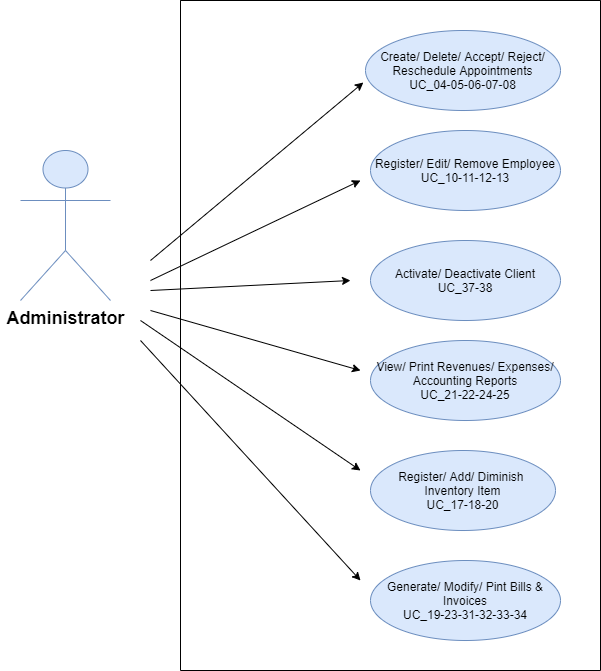 Create/ Delete/ Accept/ Reject/
Reschedule Appointments
UC_04-05-06-07-08
Register/ Edit/ Remove Employee
UC_10-11-12-13
Activate/ Deactivate Client
UC_37-38
Administrator
View/ Print Revenues/ Expenses/
Accounting Reports
UC_21-22-24-25
Register/ Add/ Diminish
Inventory Item
UC_17-18-20
Generate/ Modify/ Pint Bills &
Invoices
UC_19-23-31-32-33-34